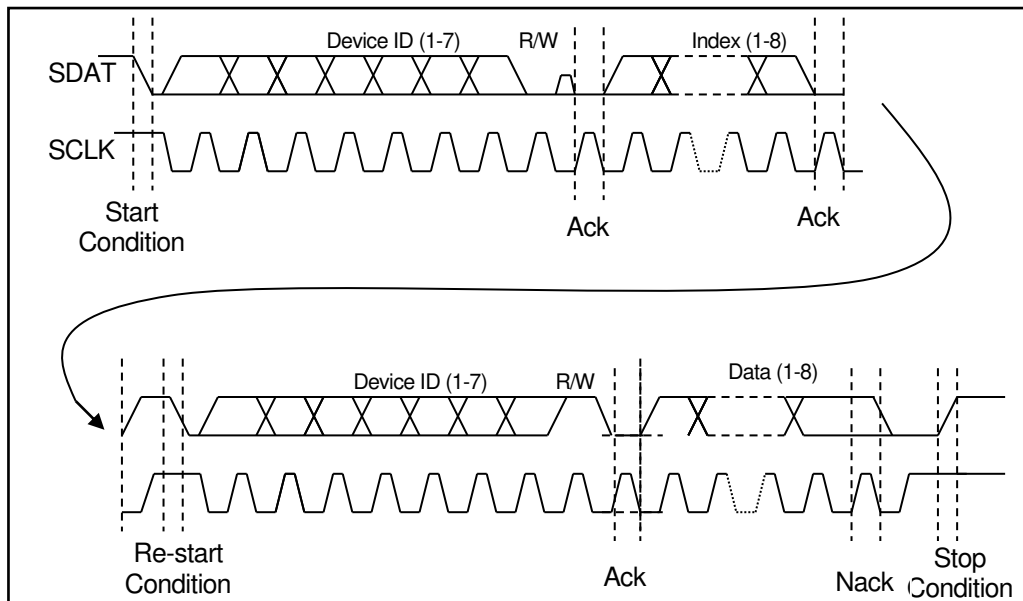 Device ID (1-7)
R/W
Index (1-8)
SDAT
SCLK
Start
Condition
Ack
Ack
Device ID (1-7)
R/W
Data (1-8)
Re-start
Condition
Ack
Nack
Stop
Condition